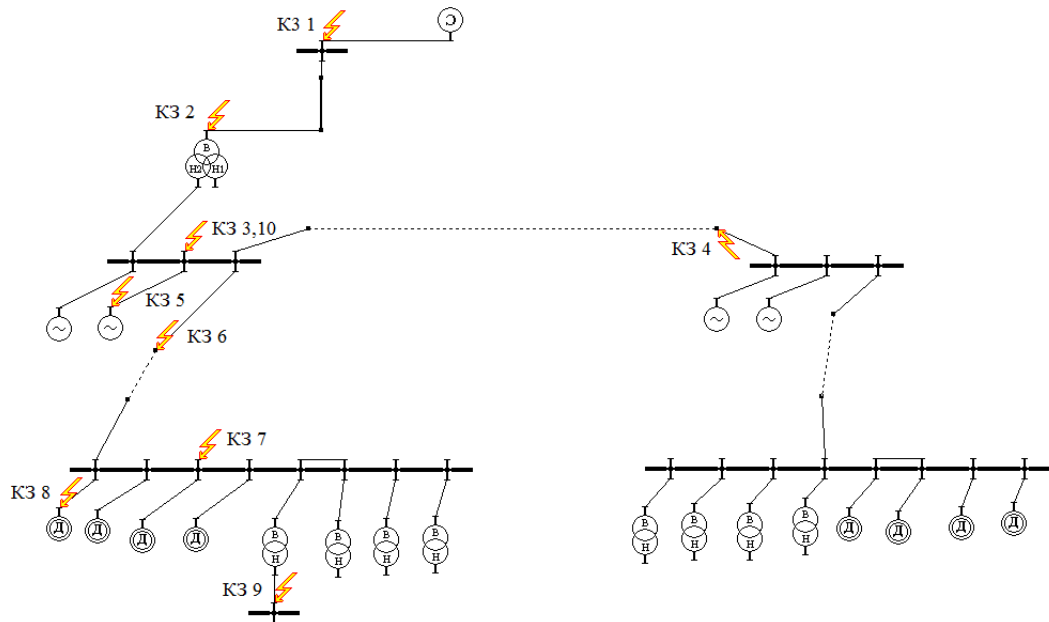 КЗ 1
С
КЗ 2
В
Н2 Н1
КЗ 3,10
КЗ 4
КЗ 5
КЗ 6
КЗ 7
КЗ 8
Д Д Д Д
В В В В
Н Н Н Н
В В В В
Н Н Н Н
Д Д Д Д
КЗ 9